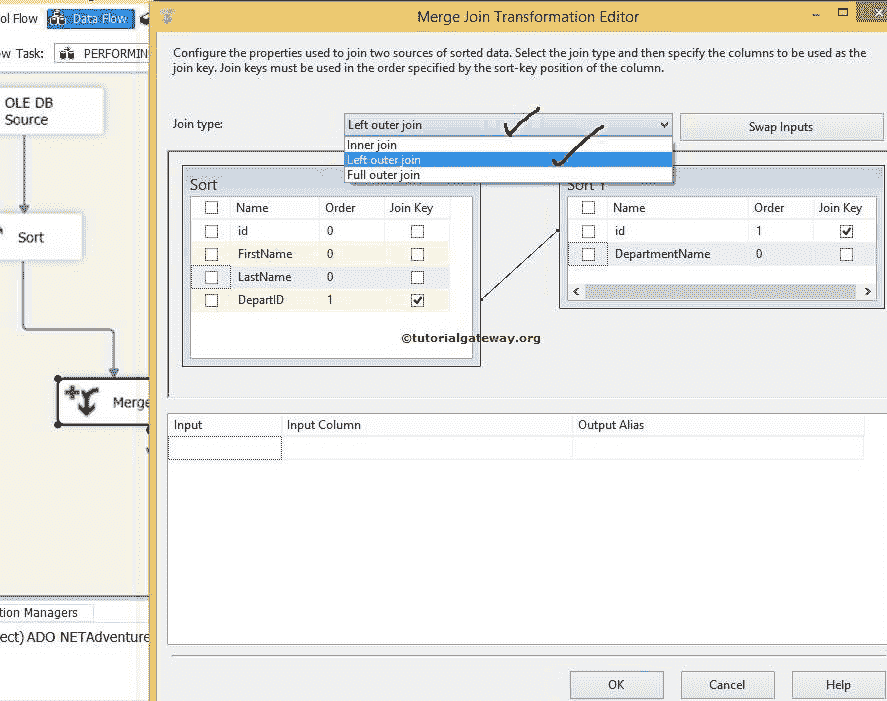 ol Flow Data Flow Merge Join Transformation Editor
w Task: PERFORMIN
Configure the properties used to join two sources of sorted data. Select the join type and then specify the columns to be used as the
join key. Join keys must be used in the order specified by the sort-key position of the column.
OLE DB
Source
Join type: Left outer join Swap Inputs
Inner join
Left outer join
Full outer join
Sort
Name Order Join Key
id 0
FirstName 0
LastName 0
DepartID 1
Sort 1
Name Order Join Key
id 1
DepartmentName 0
Sort
©tutorialgateway.org
Merge
Input Input Column Output Alias
tion Managers
ect) ADO NETAdventure
OK Cancel Help